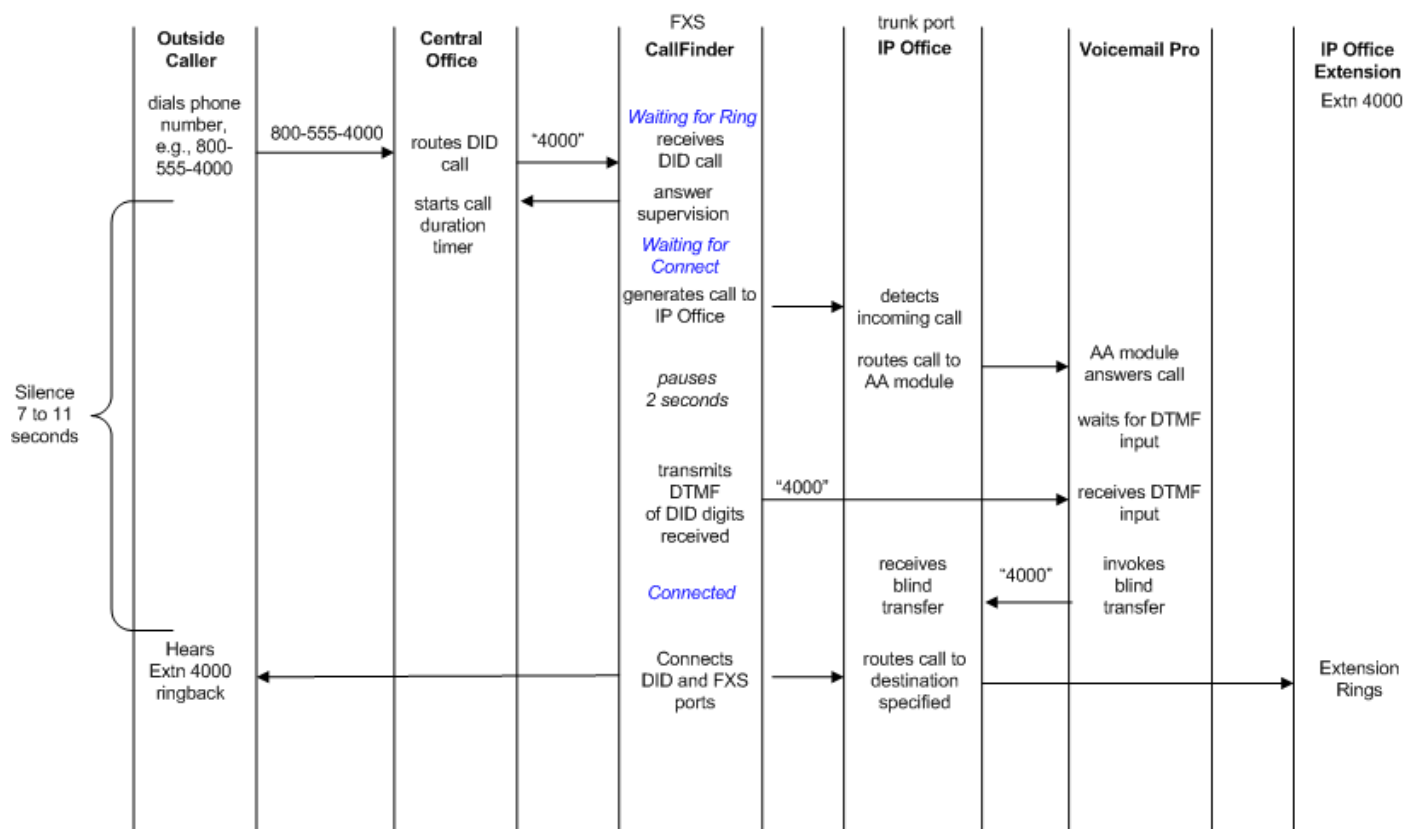 FXS
trunk port
Outside
Caller
Central
Office
CallFinder
IP Office
Voicemail Pro
IP Office
Extension
Extn 4000
dials phone
number,
e.g., 800-
555-4000
800-555-4000
routes DID
call
“4000”
Waiting for Ring
receives
DID call
starts call
duration
timer
answer
supervision
Waiting for
Connect
generates call to
IP Office
detects
incoming call
routes call to
AA module
AA module
answers call
Silence
7 to 11
seconds
pauses
2 seconds
waits for DTMF
input
transmits
DTMF
of DID digits
received
“4000”
receives DTMF
input
Connected
receives
blind
transfer
“4000”
invokes
blind
transfer
Hears
Extn 4000
ringback
Connects
DID and FXS
ports
routes call to
destination
specified
Extension
Rings